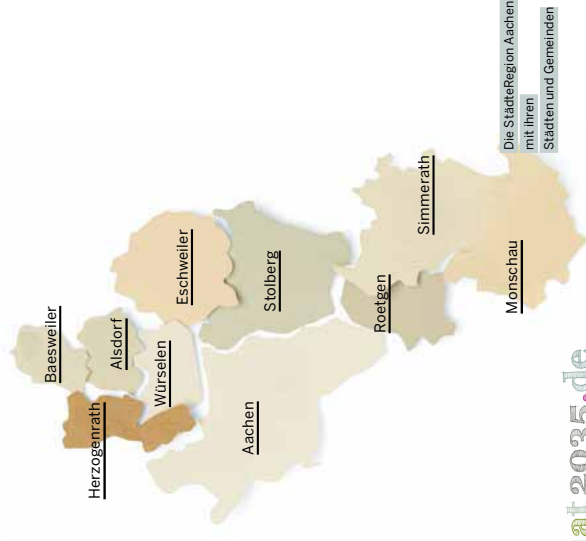 Baesweiler
Herzogenrath
Alsdorf
Würselen
Eschweiler
Aachen
Stolberg
Roetgen
Simmerath
Monschau
Die StädteRegion Aachen
mit ihren
Städten und Gemeinden
2035.de